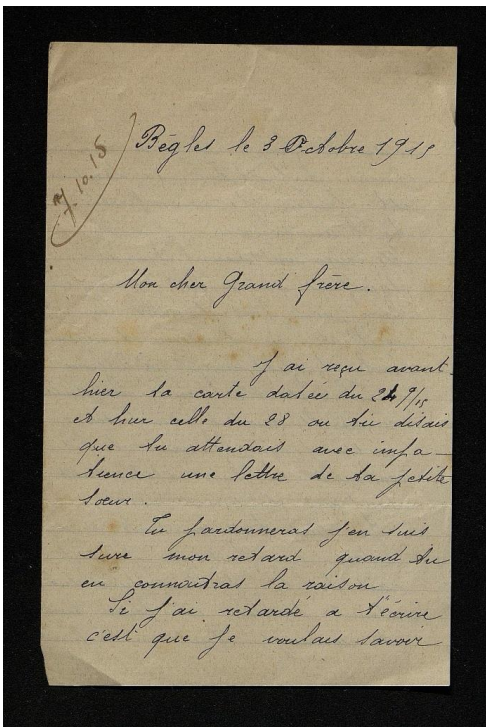 7.10.15
Bègles le 3 Octobre 1915
Mon cher Grand frère.
J'ai reçu avant-
hier ta carte datée du 24 9/15
et hier celle du 28 ou tu disais
que tu attendais avec impa-
tience une lettre de ta petite
soeur.
Tu pardonneras j'en suis
sure mon retard quand tu
en connaitras la raison
Si j'ai retardé a t'écrire
c'est que je voulais savoir